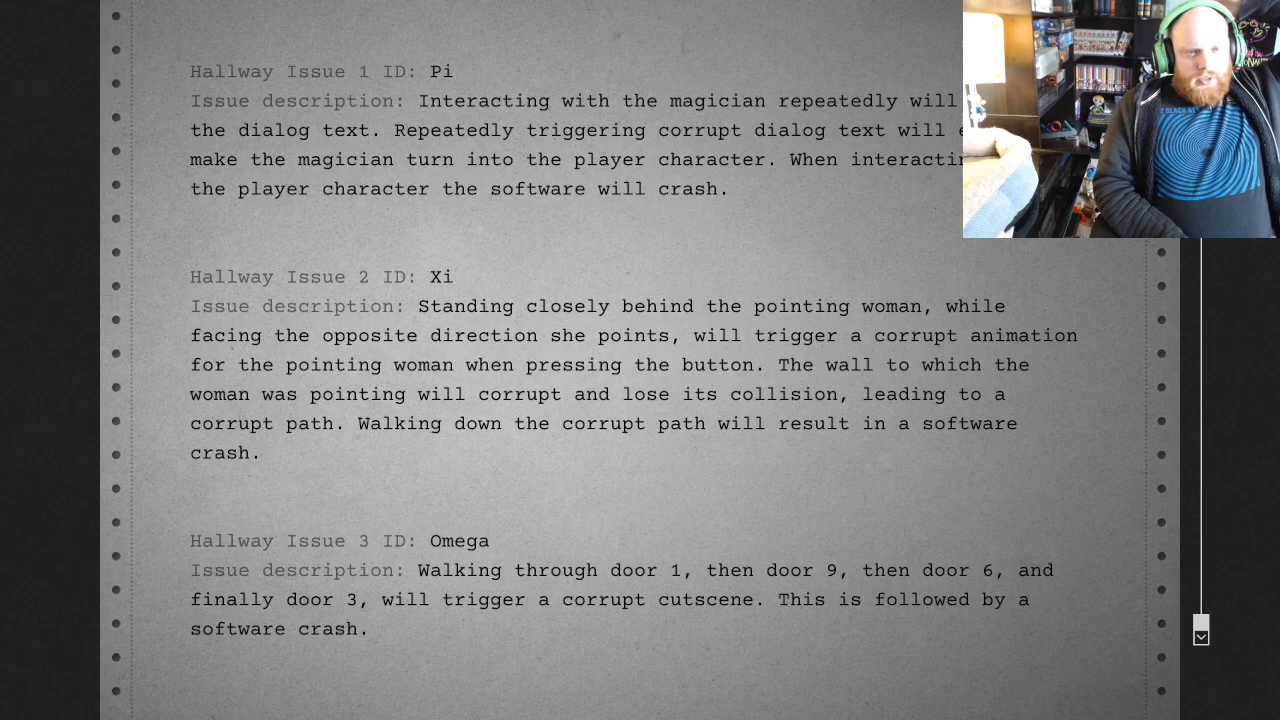 Hallway Issue 1 ID: Pi
Issue description: Interacting with the magician repeatedly will
the dialog text. Repeatedly triggering corrupt dialog text will
make the magician turn into the player character. When
the player character the software will crash.
Hallway Issue 2 ID: Xi
Issue description: Standing closely behind the pointing woman, while
facing the opposite direction she points, will trigger a corrupt animation
for the pointing woman when pressing the button. The wall to which the
woman was pointing will corrupt and lose its collision, leading to a
corrupt path. Walking down the corrupt path will result in a software
crash.
Hallway Issue 3 ID: Omega
Issue description: Walking through door 1, then door 9, then door 6, and
finally door 3, will trigger a corrupt cutscene. This is followed by a
software crash.